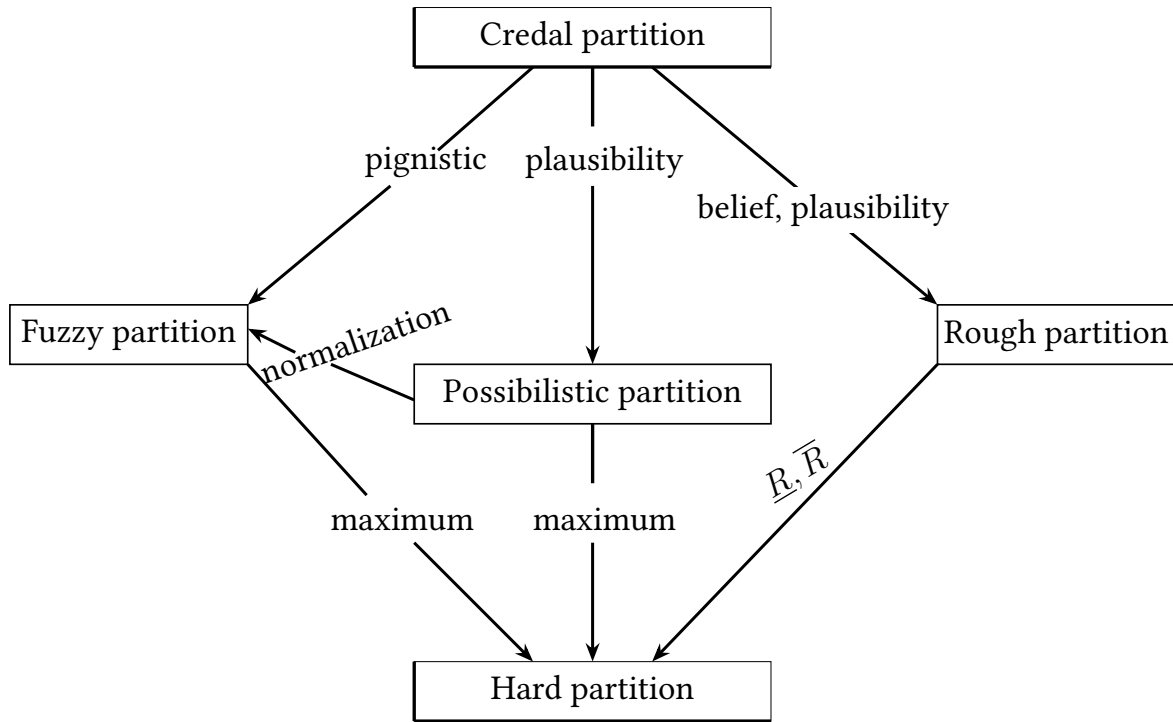 Credal partition
pignistic
plausibility
belief, plausibility
Fuzzy partition
normalization
Rough partition
Possibilistic partition
R̲, R̅
maximum
maximum
Hard partition